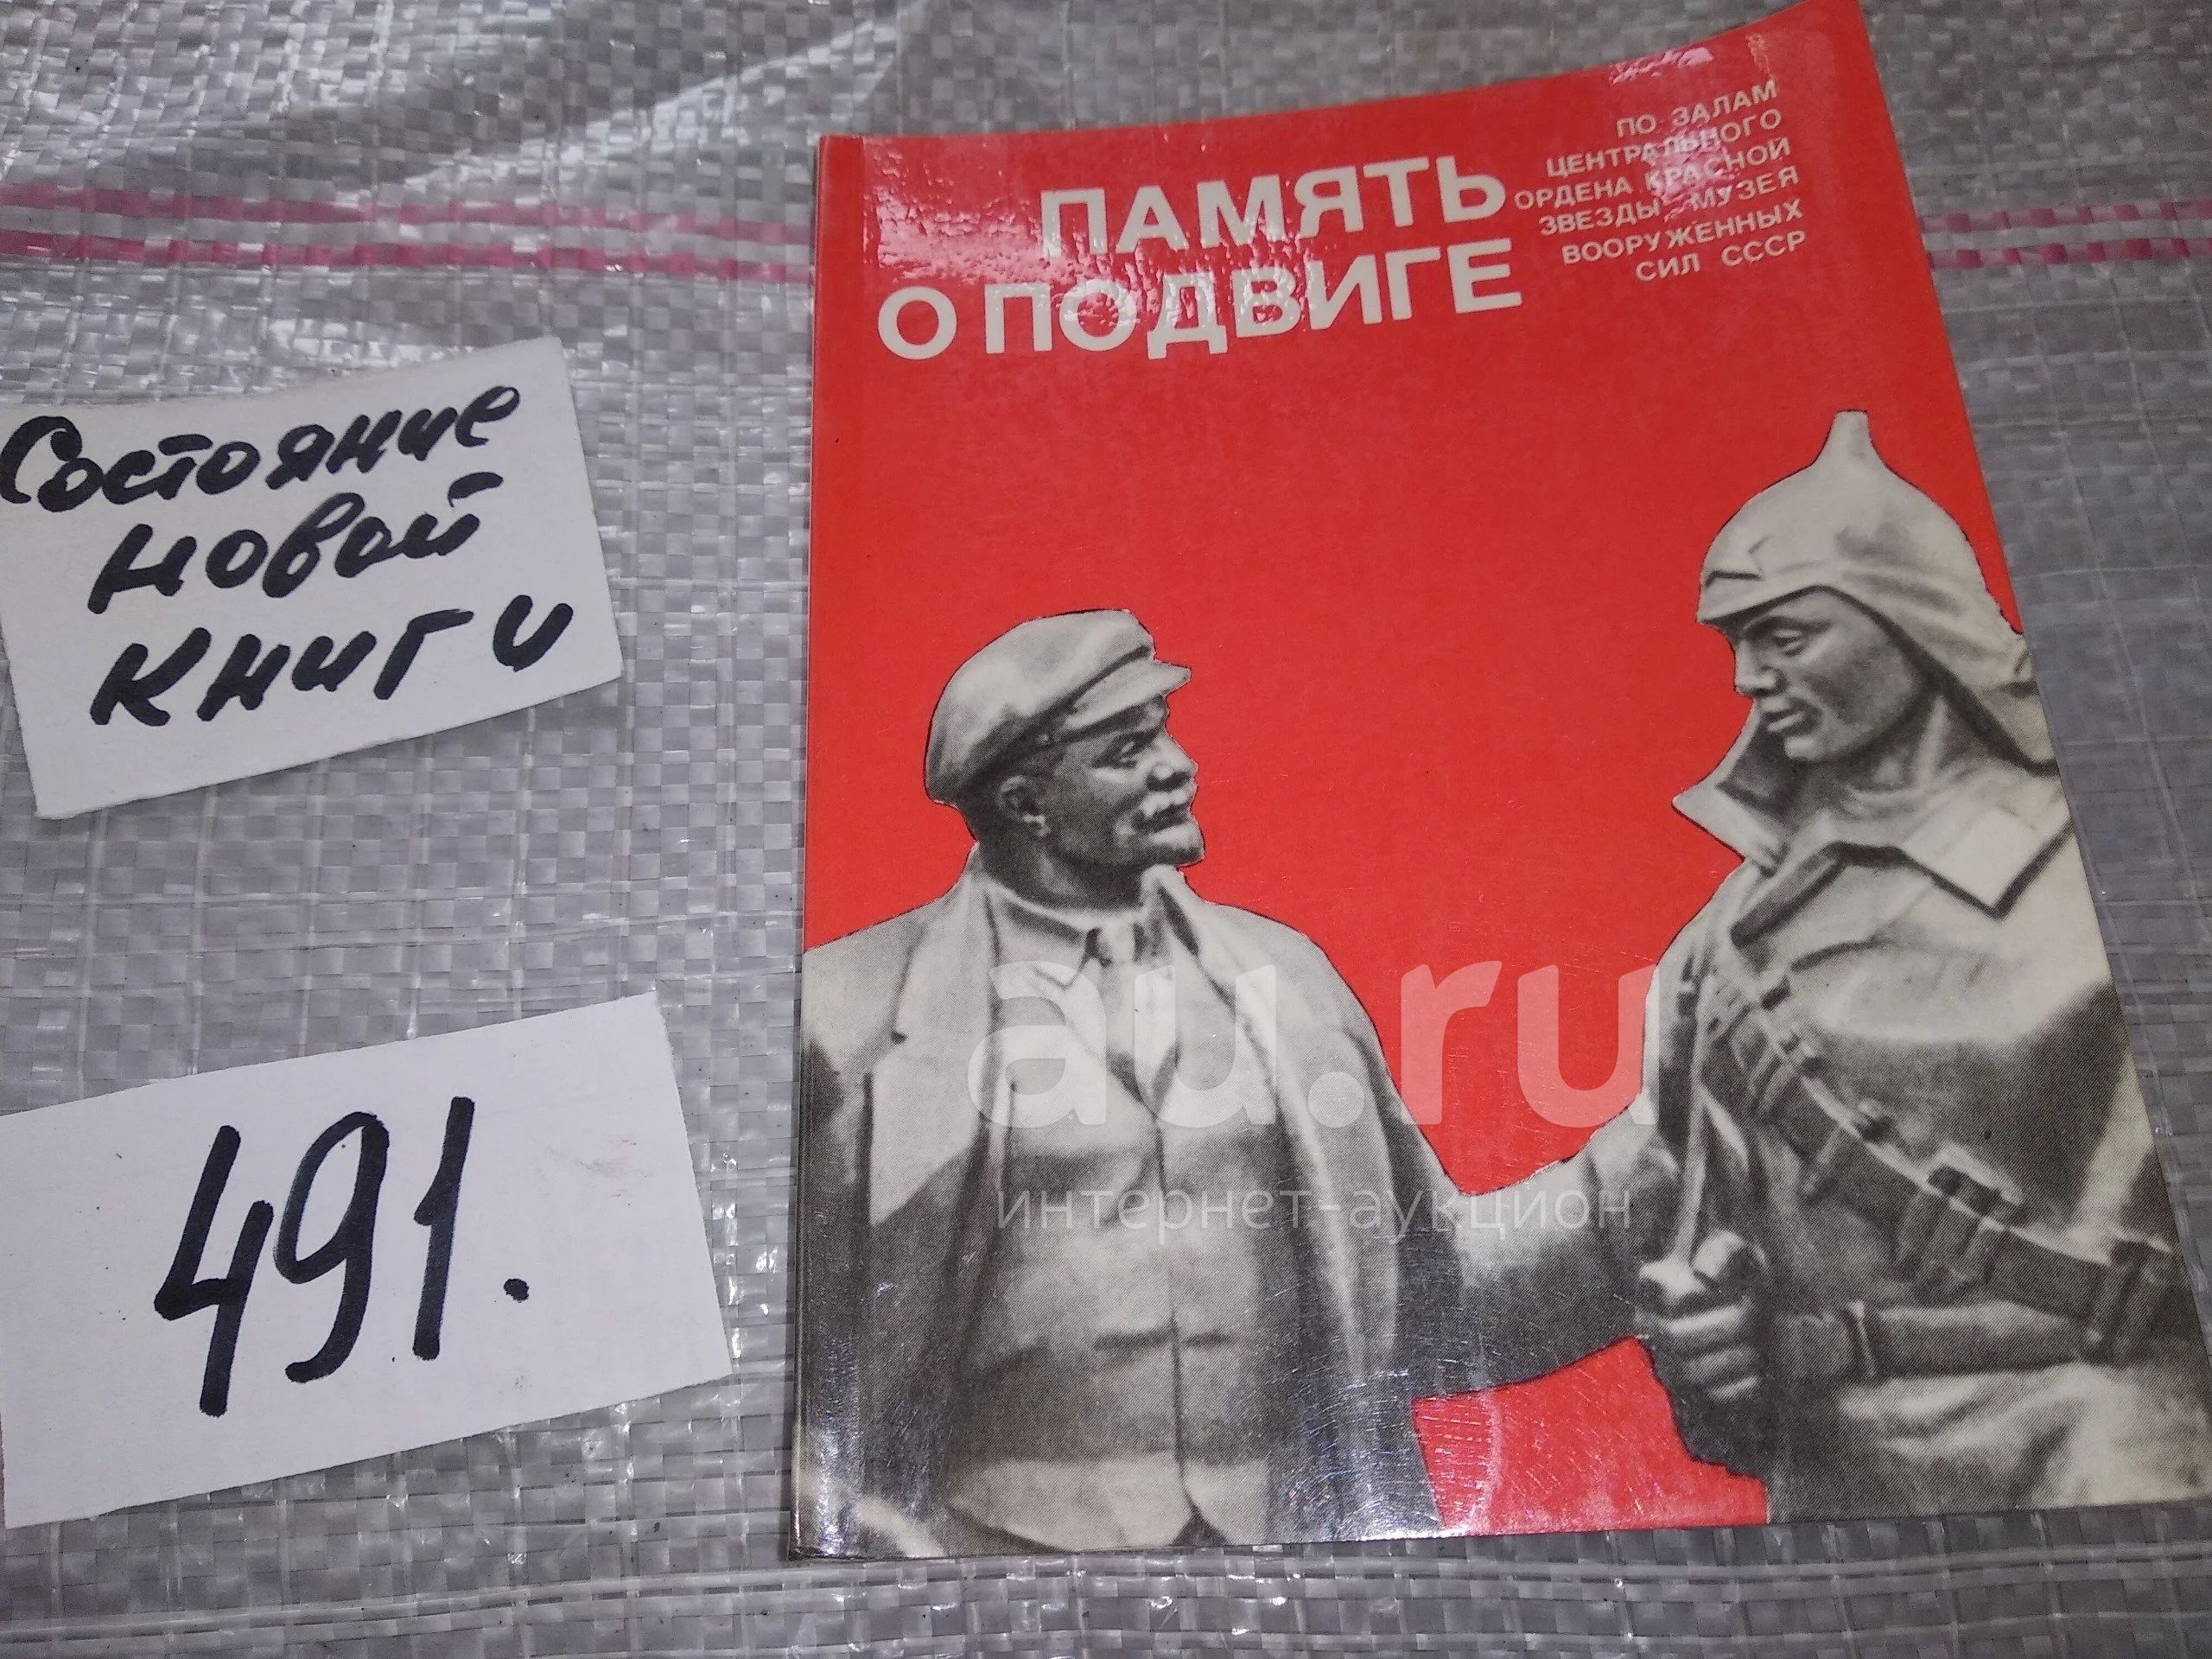 ПАМЯТЬ
О ПОДВИГЕ
ПО ЗАЛАМ
ЦЕНТРАЛЬНОГО
ОРДЕНА КРАСНОЙ
ЗВЕЗДЫ МУЗЕЯ
ВООРУЖЕННЫХ
СИЛ СССР
Состояние
новой
книги
491.
au.ru
интернет-аукцион